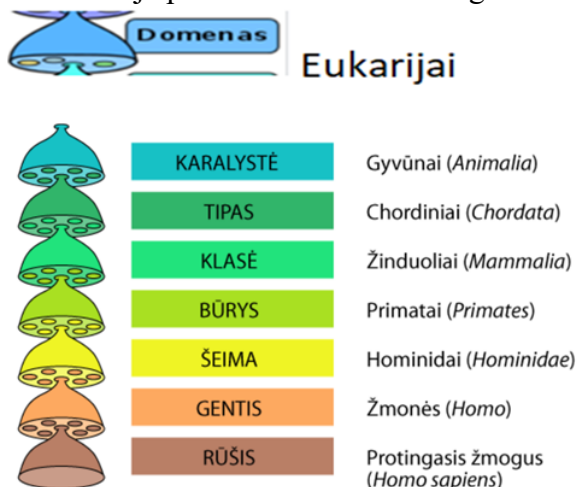 Domenas
Eukarijai
KARALYSTĖ Gyvūnai (Animalia)
TIPAS Chordiniai (Chordata)
KLASĖ Žinduoliai (Mammalia)
BŪRYS Primatai (Primates)
ŠEIMA Hominidai (Hominidae)
GENTIS Žmonės (Homo)
RŪŠIS Protingasis žmogus
(Homo sapiens)